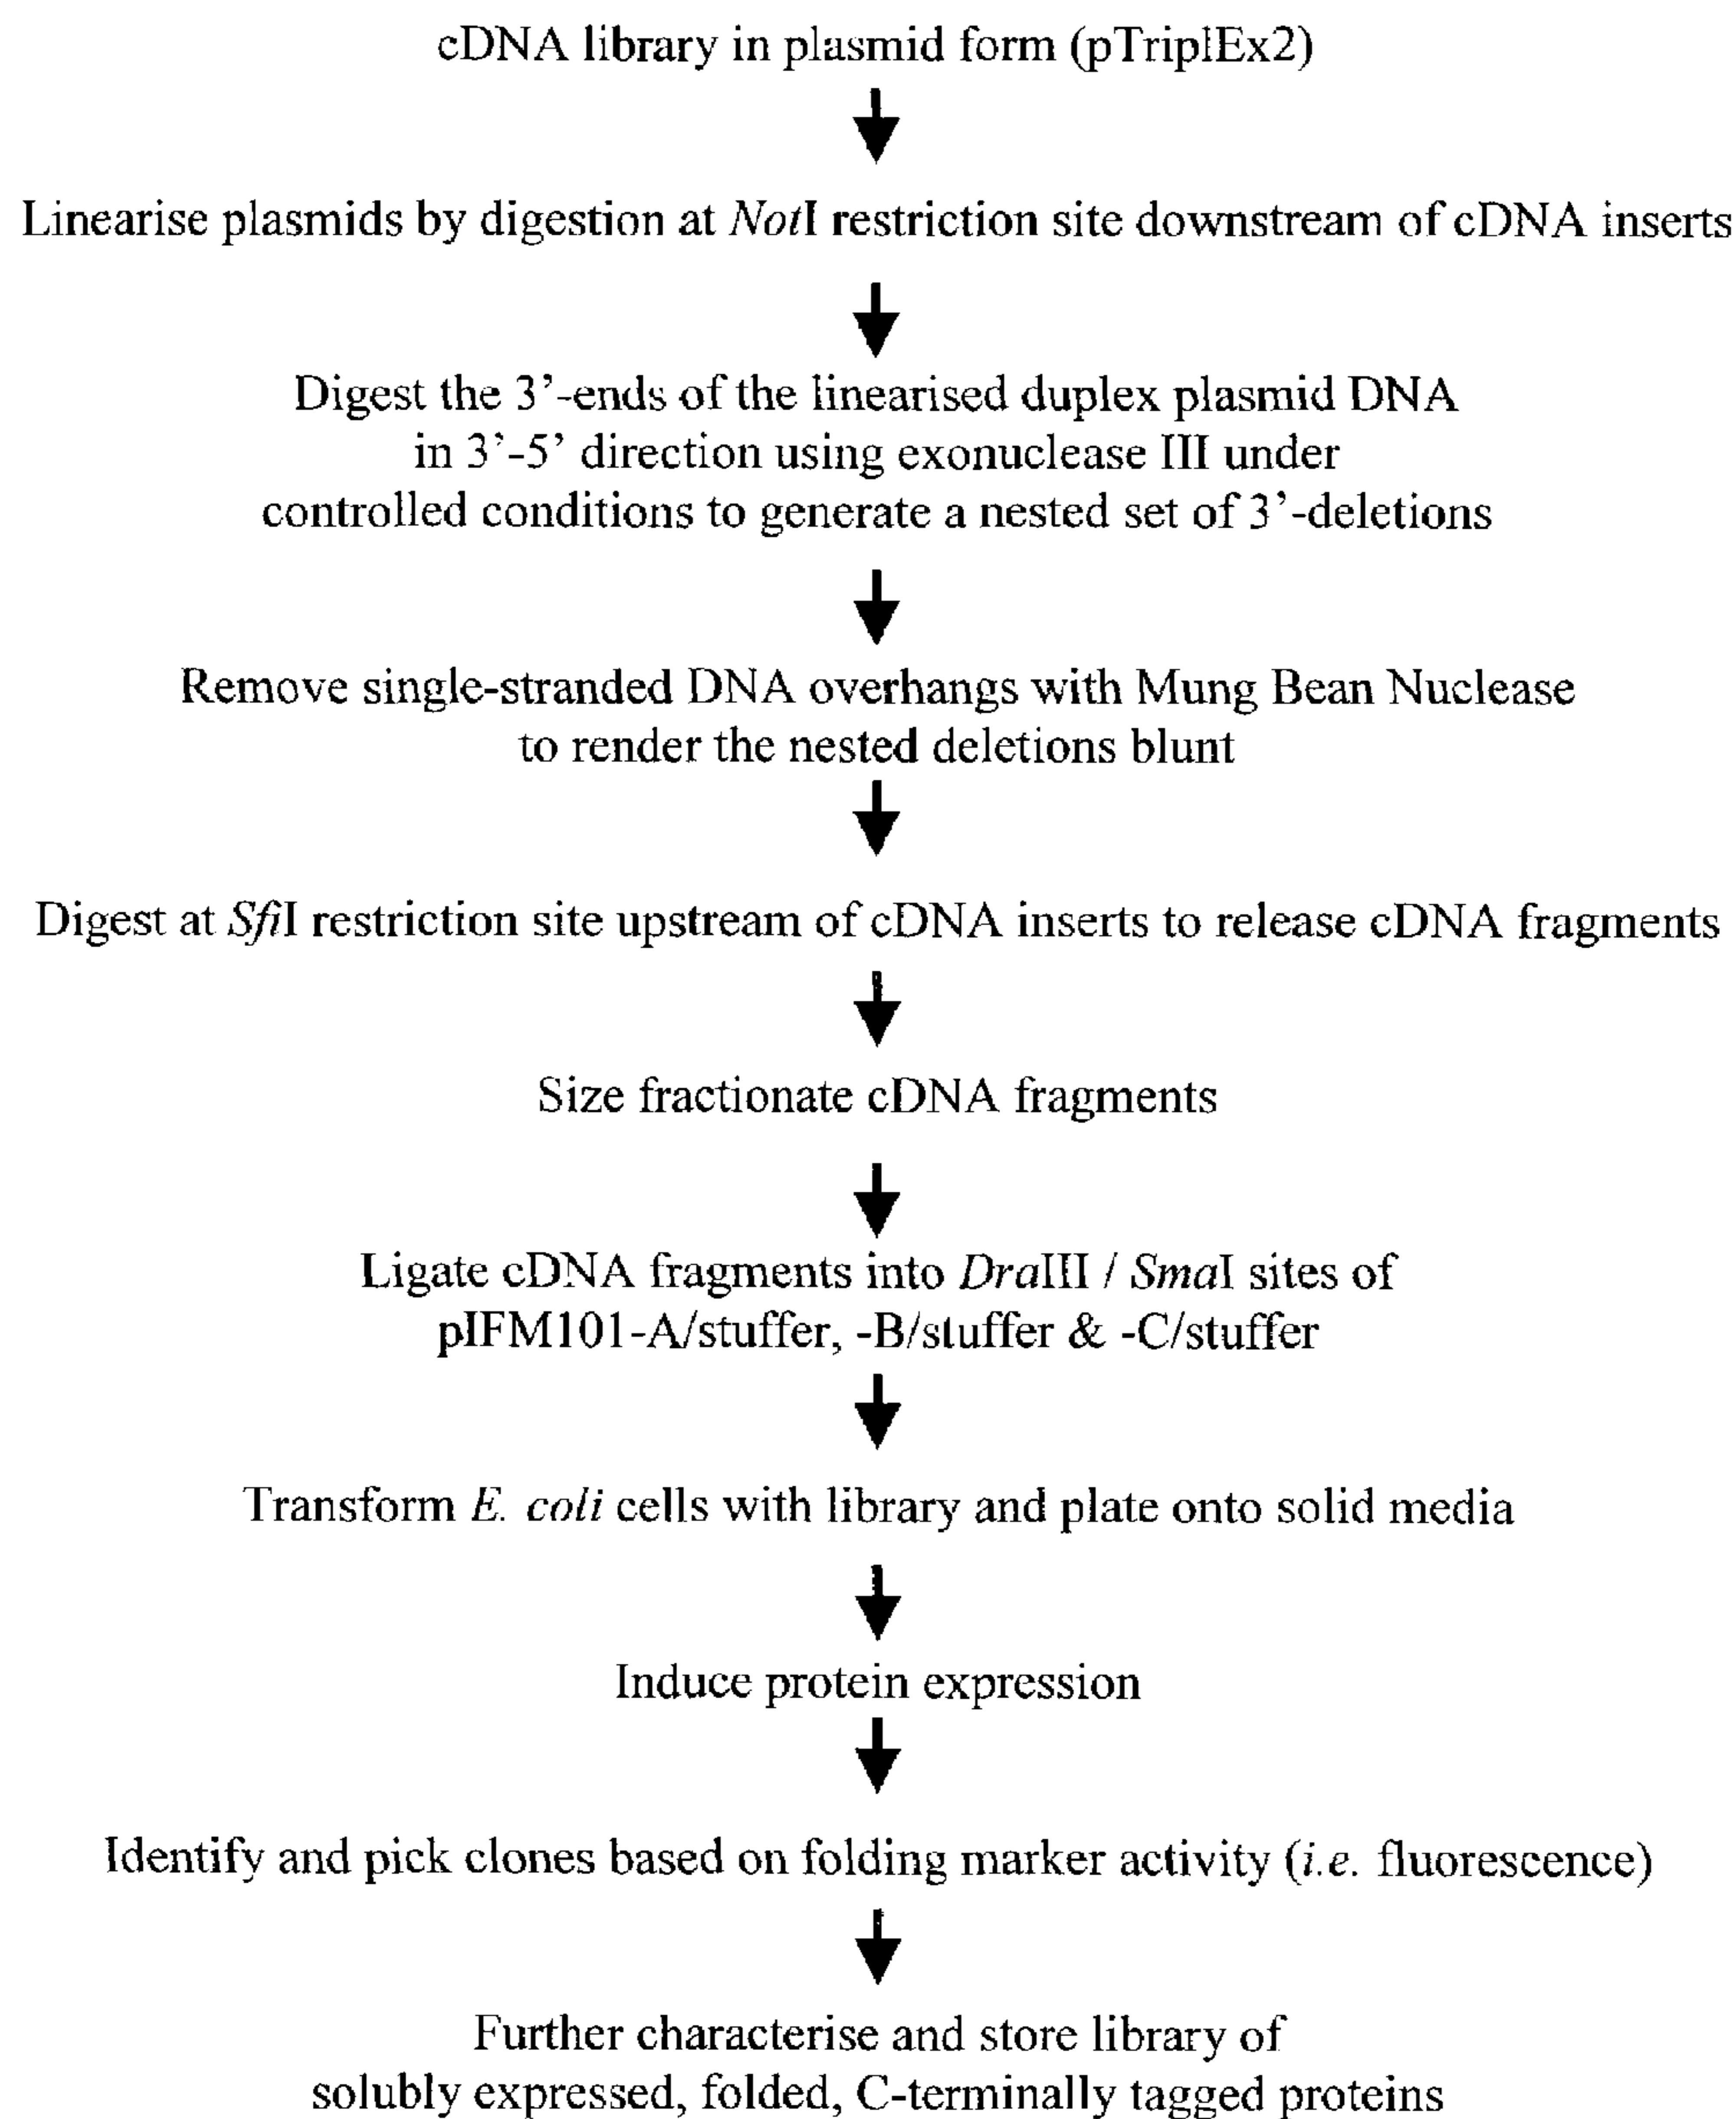 cDNA library in plasmid form (pTriplEx2)
Linearise plasmids by digestion at NotI restriction site downstream of cDNA inserts
Digest the 3’-ends of the linearised duplex plasmid DNA
in 3’-5’ direction using exonuclease III under
controlled conditions to generate a nested set of 3’-deletions
Remove single-stranded DNA overhangs with Mung Bean Nuclease
to render the nested deletions blunt
Digest at SfiI restriction site upstream of cDNA inserts to release cDNA fragments
Size fractionate cDNA fragments
Ligate cDNA fragments into DraIII / SmaI sites of
pIFM101-A/stuffer, -B/stuffer & -C/stuffer
Transform E. coli cells with library and plate onto solid media
Induce protein expression
Identify and pick clones based on folding marker activity (i.e. fluorescence)
Further characterise and store library of
solubly expressed, folded, C-terminally tagged proteins